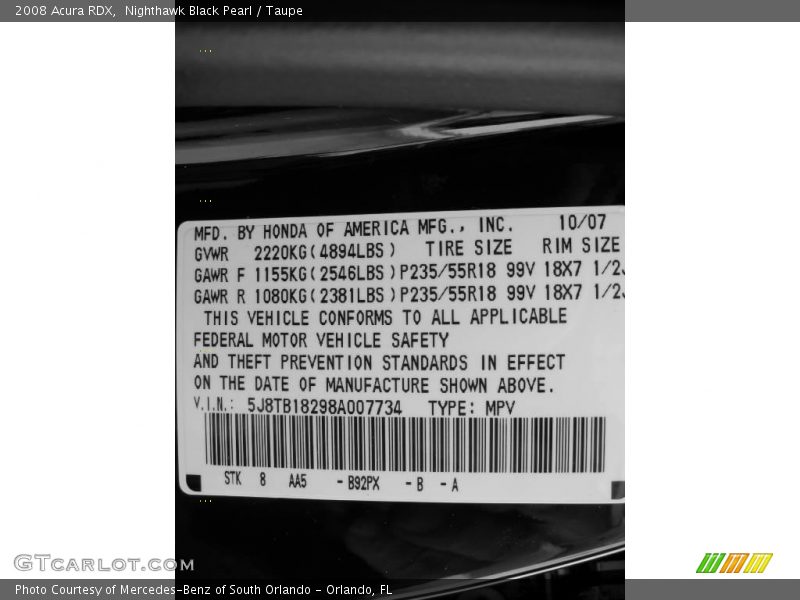 2008 Acura RDX,  Nighthawk Black Pearl / Taupe
MFD. BY HONDA OF AMERICA MFG., INC. 10/07
GVWR 2220KG(4894LBS) TIRE SIZE RIM SIZE
GAWR F 1155KG(2546LBS)P235/55R18 99V 18X7 1/2J
GAWR R 1080KG(2381LBS)P235/55R18 99V 18X7 1/2J
THIS VEHICLE CONFORMS TO ALL APPLICABLE
FEDERAL MOTOR VEHICLE SAFETY
AND THEFT PREVENTION STANDARDS IN EFFECT
ON THE DATE OF MANUFACTURE SHOWN ABOVE.
V.I.N.: 5J8TB18298A007734 TYPE: MPV
STK 8 AA5 -B92PX -B -A
GTCARLOT.COM
Photo Courtesy of Mercedes-Benz of South Orlando - Orlando, FL